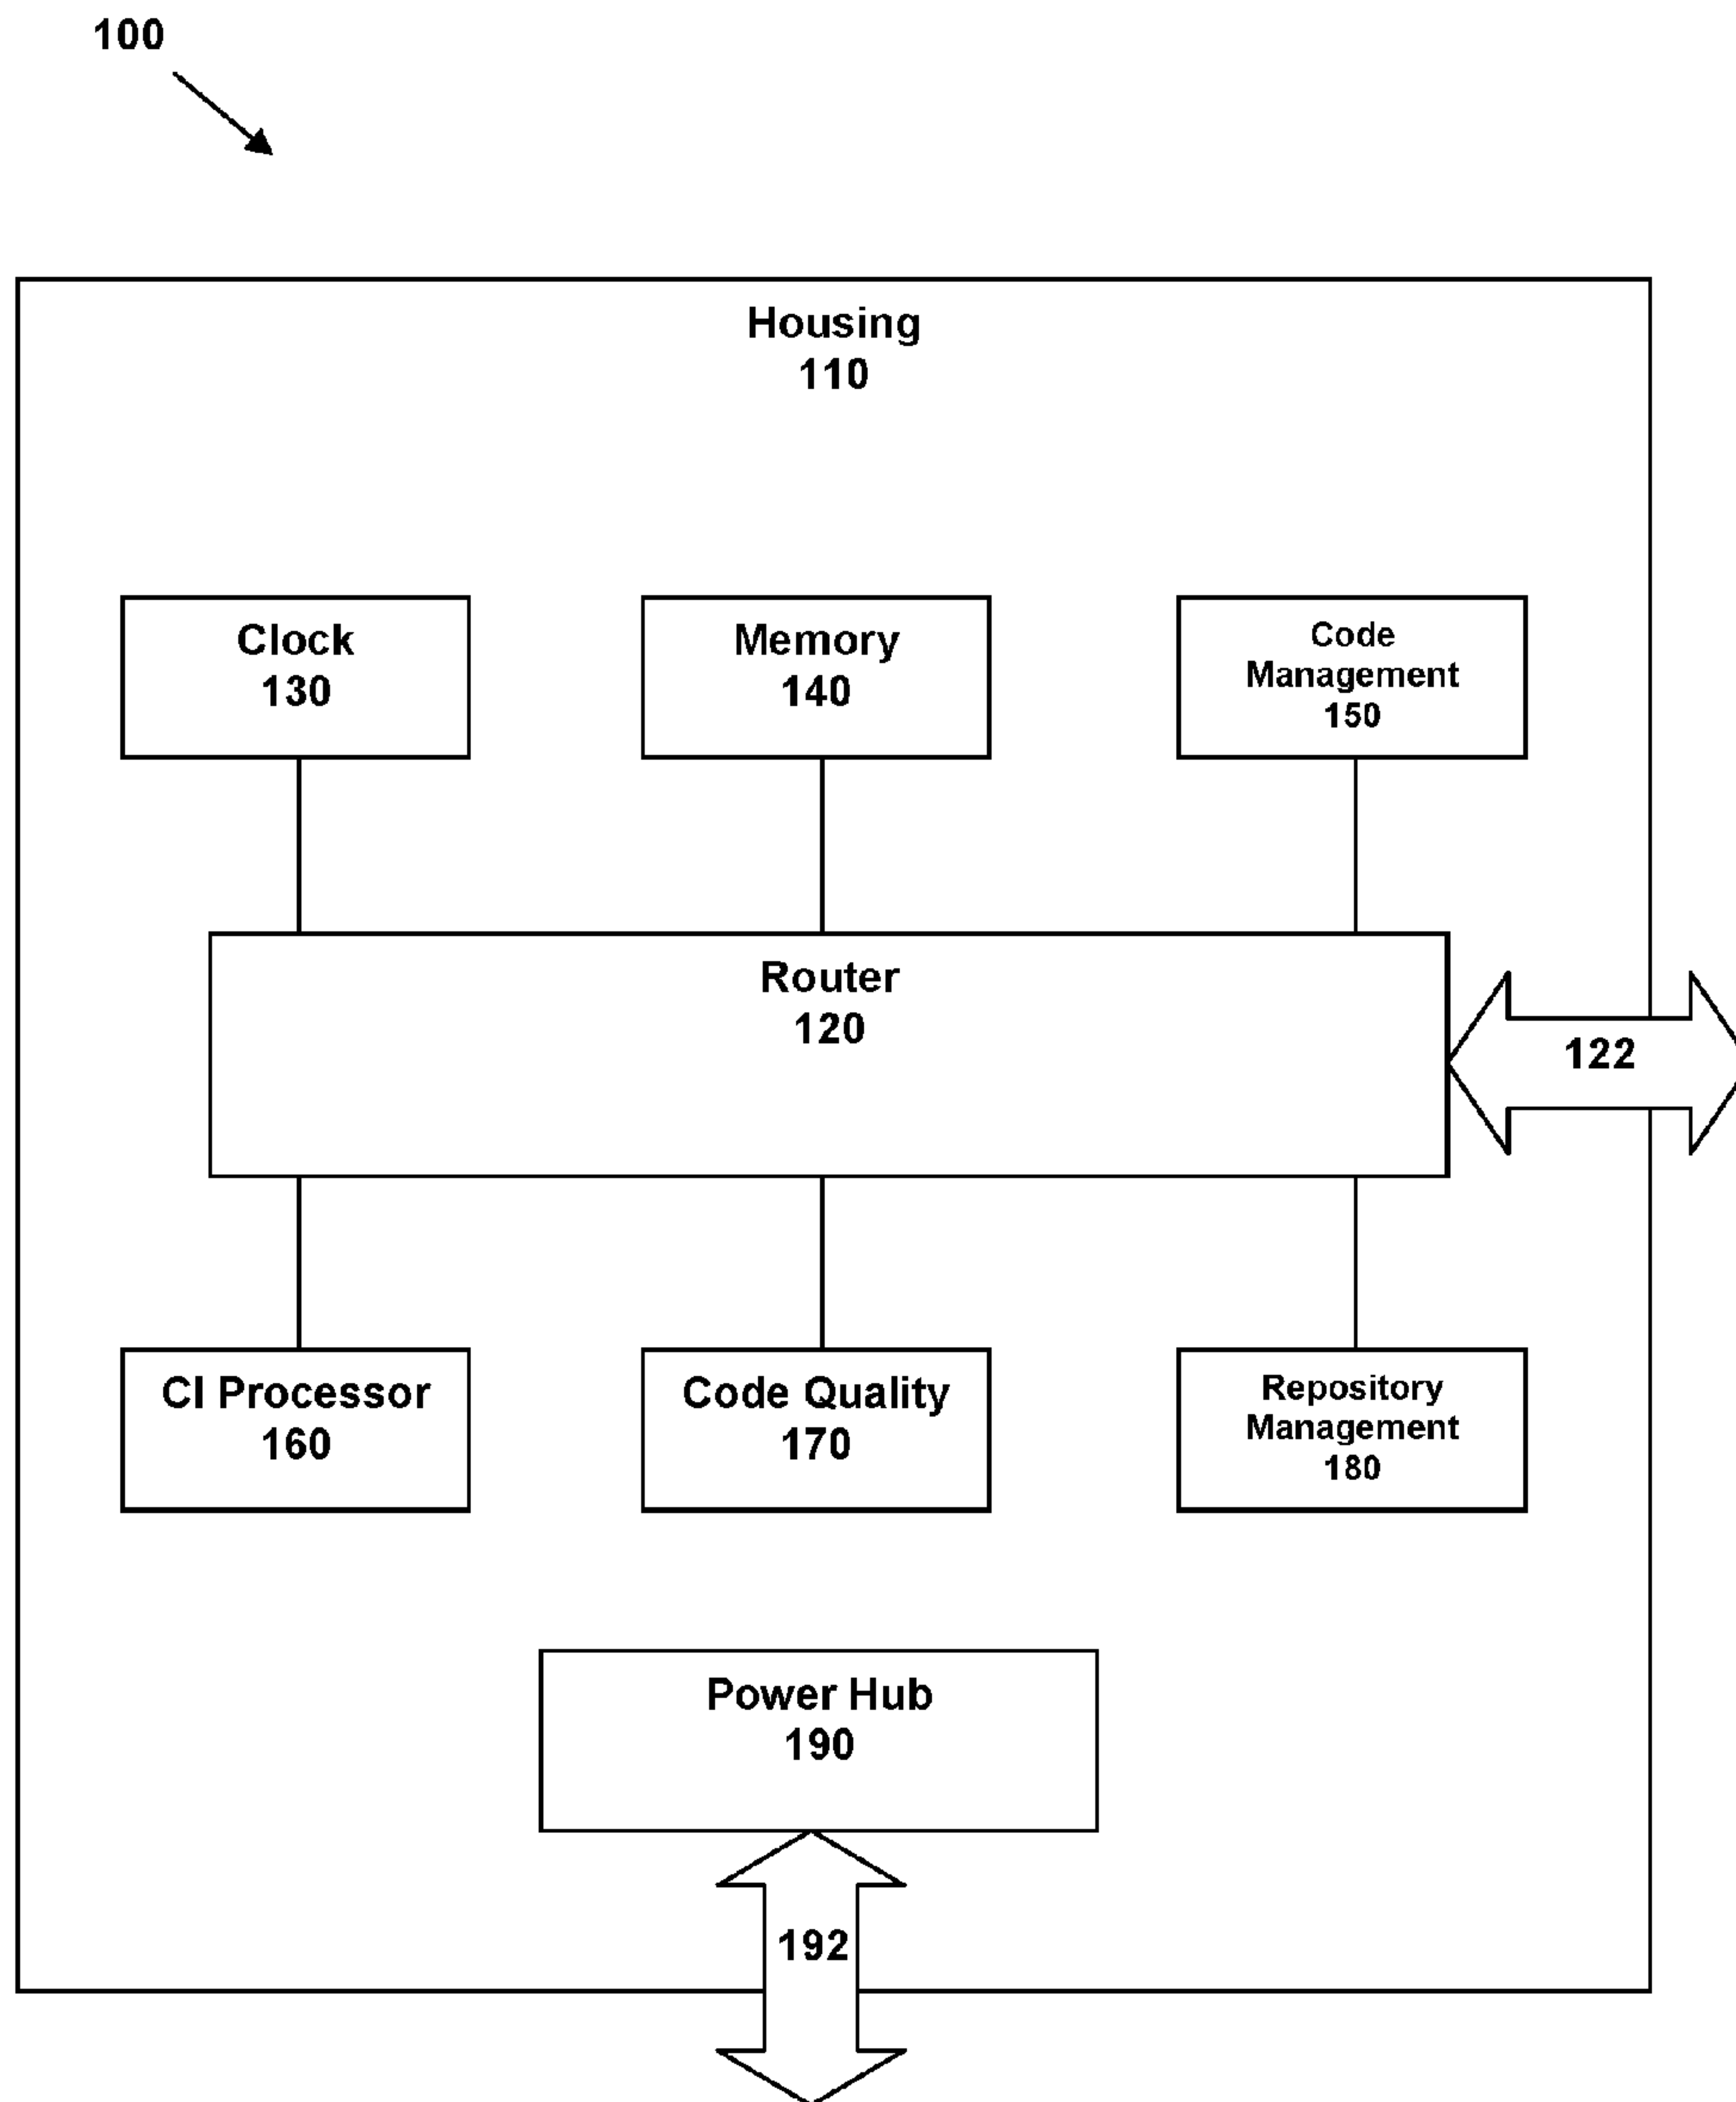 100
Housing
110
Clock
130
Memory
140
Code
Management
150
Router
120
122
CI Processor
160
Code Quality
170
Repository
Management
180
Power Hub
190
192